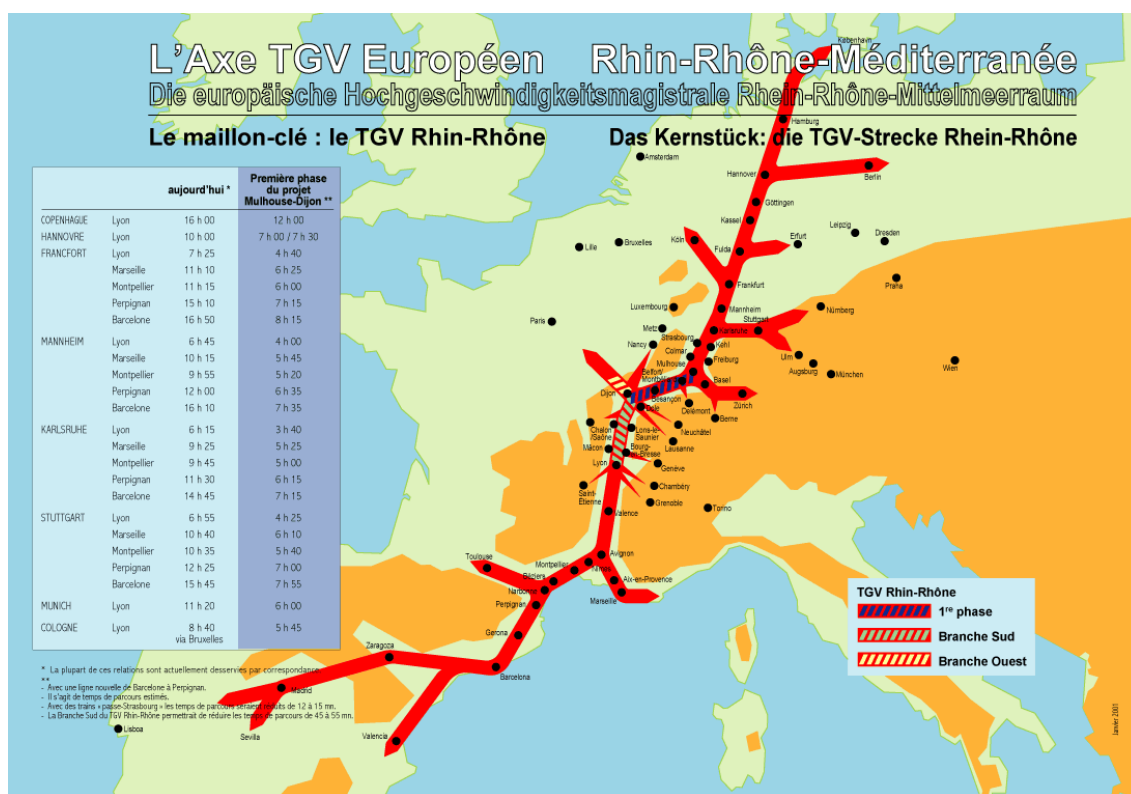 L'Axe TGV Européen Rhin-Rhône-Méditerranée
Die europäische Hochgeschwindigkeitsmagistrale Rhein-Rhône-Mittelmeerraum
Le maillon-clé : le TGV Rhin-Rhône
Das Kernstück: die TGV-Strecke Rhein-Rhône
aujourd'hui *
Première phase
du projet
Mulhouse-Dijon **
COPENHAGUE Lyon 16 h 00 12 h 00
HANNOVRE Lyon 10 h 00 7 h 00 / 7 h 30
FRANCFORT Lyon 7 h 25 4 h 40
Marseille 11 h 10 6 h 25
Montpellier 11 h 15 6 h 00
Perpignan 15 h 10 7 h 15
Barcelone 16 h 50 8 h 15
MANNHEIM Lyon 6 h 45 4 h 00
Marseille 10 h 15 5 h 45
Montpellier 9 h 55 5 h 20
Perpignan 12 h 00 6 h 35
Barcelone 16 h 10 7 h 35
KARLSRUHE Lyon 6 h 15 3 h 40
Marseille 9 h 25 5 h 25
Montpellier 9 h 45 5 h 00
Perpignan 11 h 30 6 h 15
Barcelone 14 h 45 7 h 15
STUTTGART Lyon 6 h 55 4 h 25
Marseille 10 h 40 6 h 10
Montpellier 10 h 35 5 h 40
Perpignan 12 h 25 7 h 00
Barcelone 15 h 45 7 h 55
MUNICH Lyon 11 h 20 6 h 00
COLOGNE Lyon 8 h 40 5 h 45
via Bruxelles
* La plupart de ces relations sont actuellement desservies par correspondance.
**
- Avec une ligne nouvelle de Barcelone à Perpignan.
- Il s'agit de temps de parcours estimés.
- Avec des trains « passe-Strasbourg » les temps de parcours seraient réduits de 12 à 15 mn.
- La Branche Sud du TGV Rhin-Rhône permettrait de réduire les temps de parcours de 45 à 55 mn.
København
Hamburg
Amsterdam
Hannover
Berlin
Göttingen
Kassel
Leipzig
Dresden
Köln
Erfurt
Lille
Bruxelles
Fulda
Praha
Frankfurt
Luxembourg
Mannheim
Nürnberg
Paris
Metz
Stuttgart
Karlsruhe
Strasbourg
Nancy
Kehl
Colmar
Ulm
Wien
Mulhouse
Freiburg
Augsburg
München
Belfort/
Montbéliard
Basel
Dijon
Besançon
Zürich
Dole
Delémont
Berne
Chalon
/Saône
Lons-le-
Saunier
Neuchâtel
Mâcon
Bourg-
en-Bresse
Lausanne
Lyon
Genève
Saint-
Étienne
Chambéry
Grenoble
Torino
Valence
Toulouse
Montpellier
Avignon
Nîmes
Béziers
Aix-en-Provence
Narbonne
Marseille
Perpignan
Gerona
Zaragoza
Barcelona
Madrid
Lisboa
Sevilla
Valencia
TGV Rhin-Rhône
1re phase
Branche Sud
Branche Ouest
Janvier 2001